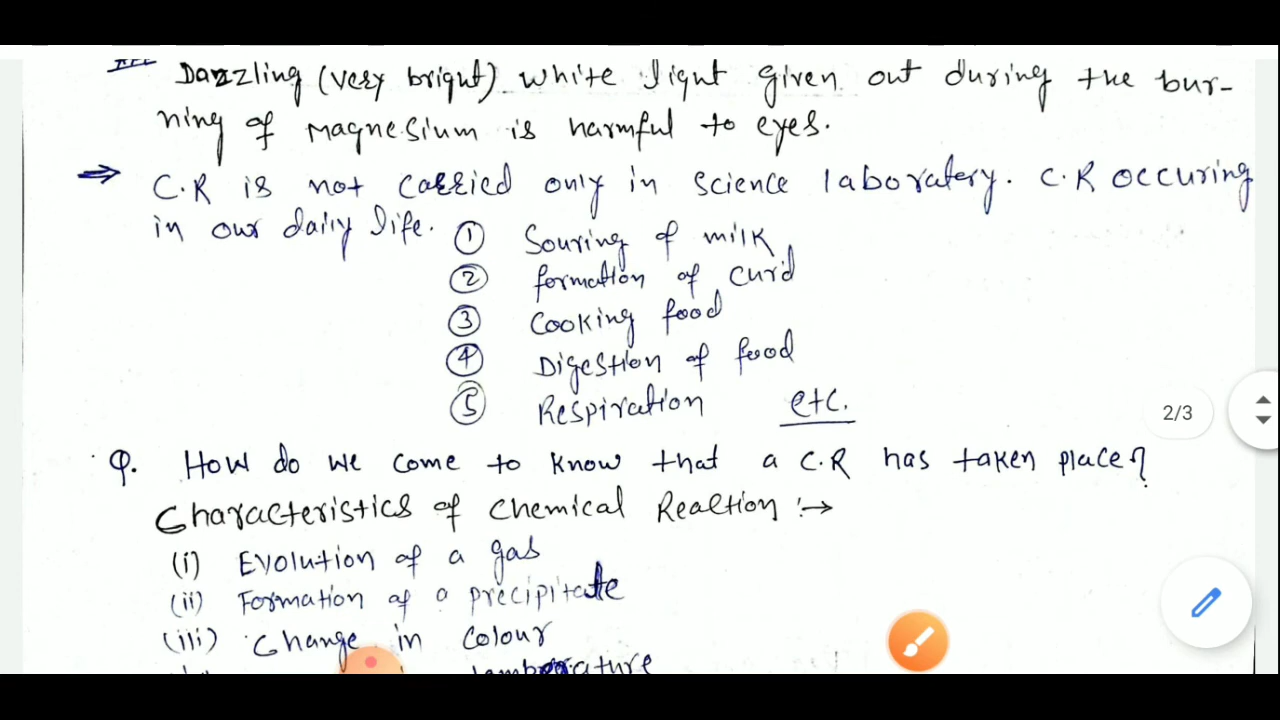 III
Dazzling (very bright) white light given out during the bur-
ning of magnesium is harmful to eyes.
⇒ C.R is not carried only in science laboratery. C.R occuring
in our daily life.
① Souring of milk
② formation of curd
③ Cooking food
④ Digestion of food
⑤ Respiration etc.
2/3
Q. How do we come to know that a C.R has taken place?
Characteristics of chemical Reaction :→
(i) Evolution of a gas
(ii) Formation of a precipitate
(iii) Change in colour